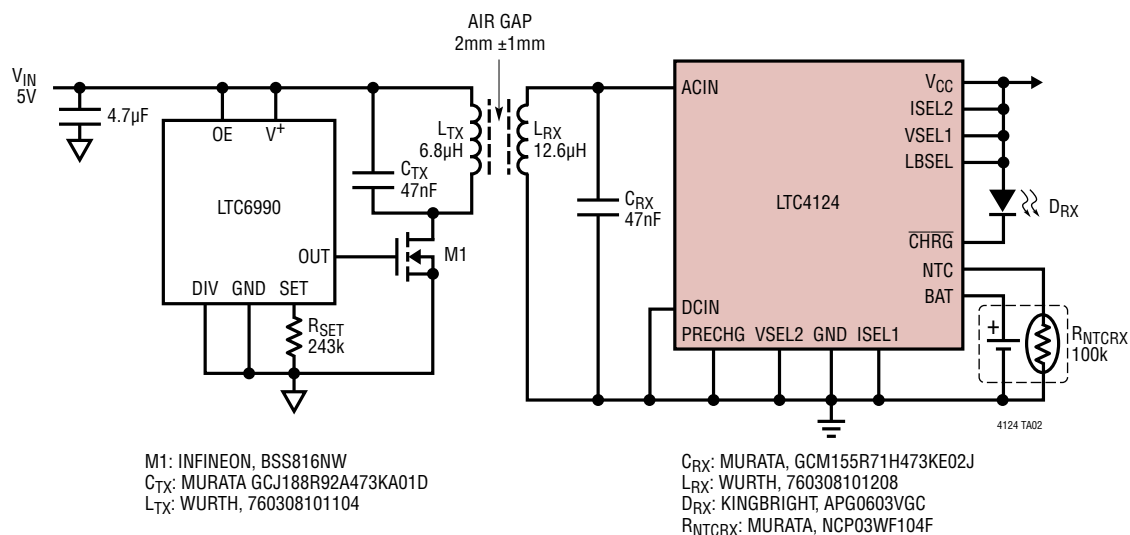 AIR GAP
2mm ±1mm
VIN
5V
4.7µF
OE
V+
LTC6990
OUT
DIV
GND
SET
RSET
243k
CTX
47nF
M1
LTX
6.8µH
LRX
12.6µH
CRX
47nF
ACIN
DCIN
LTC4124
PRECHG
VSEL2
GND
ISEL1
VCC
ISEL2
VSEL1
LBSEL
CHRG
NTC
BAT
DRX
+
RNTCRX
100k
4124 TA02
M1: INFINEON, BSS816NW
CTX: MURATA GCJ188R92A473KA01D
LTX: WURTH, 760308101104
CRX: MURATA, GCM155R71H473KE02J
LRX: WURTH, 760308101208
DRX: KINGBRIGHT, APG0603VGC
RNTCRX: MURATA, NCP03WF104F